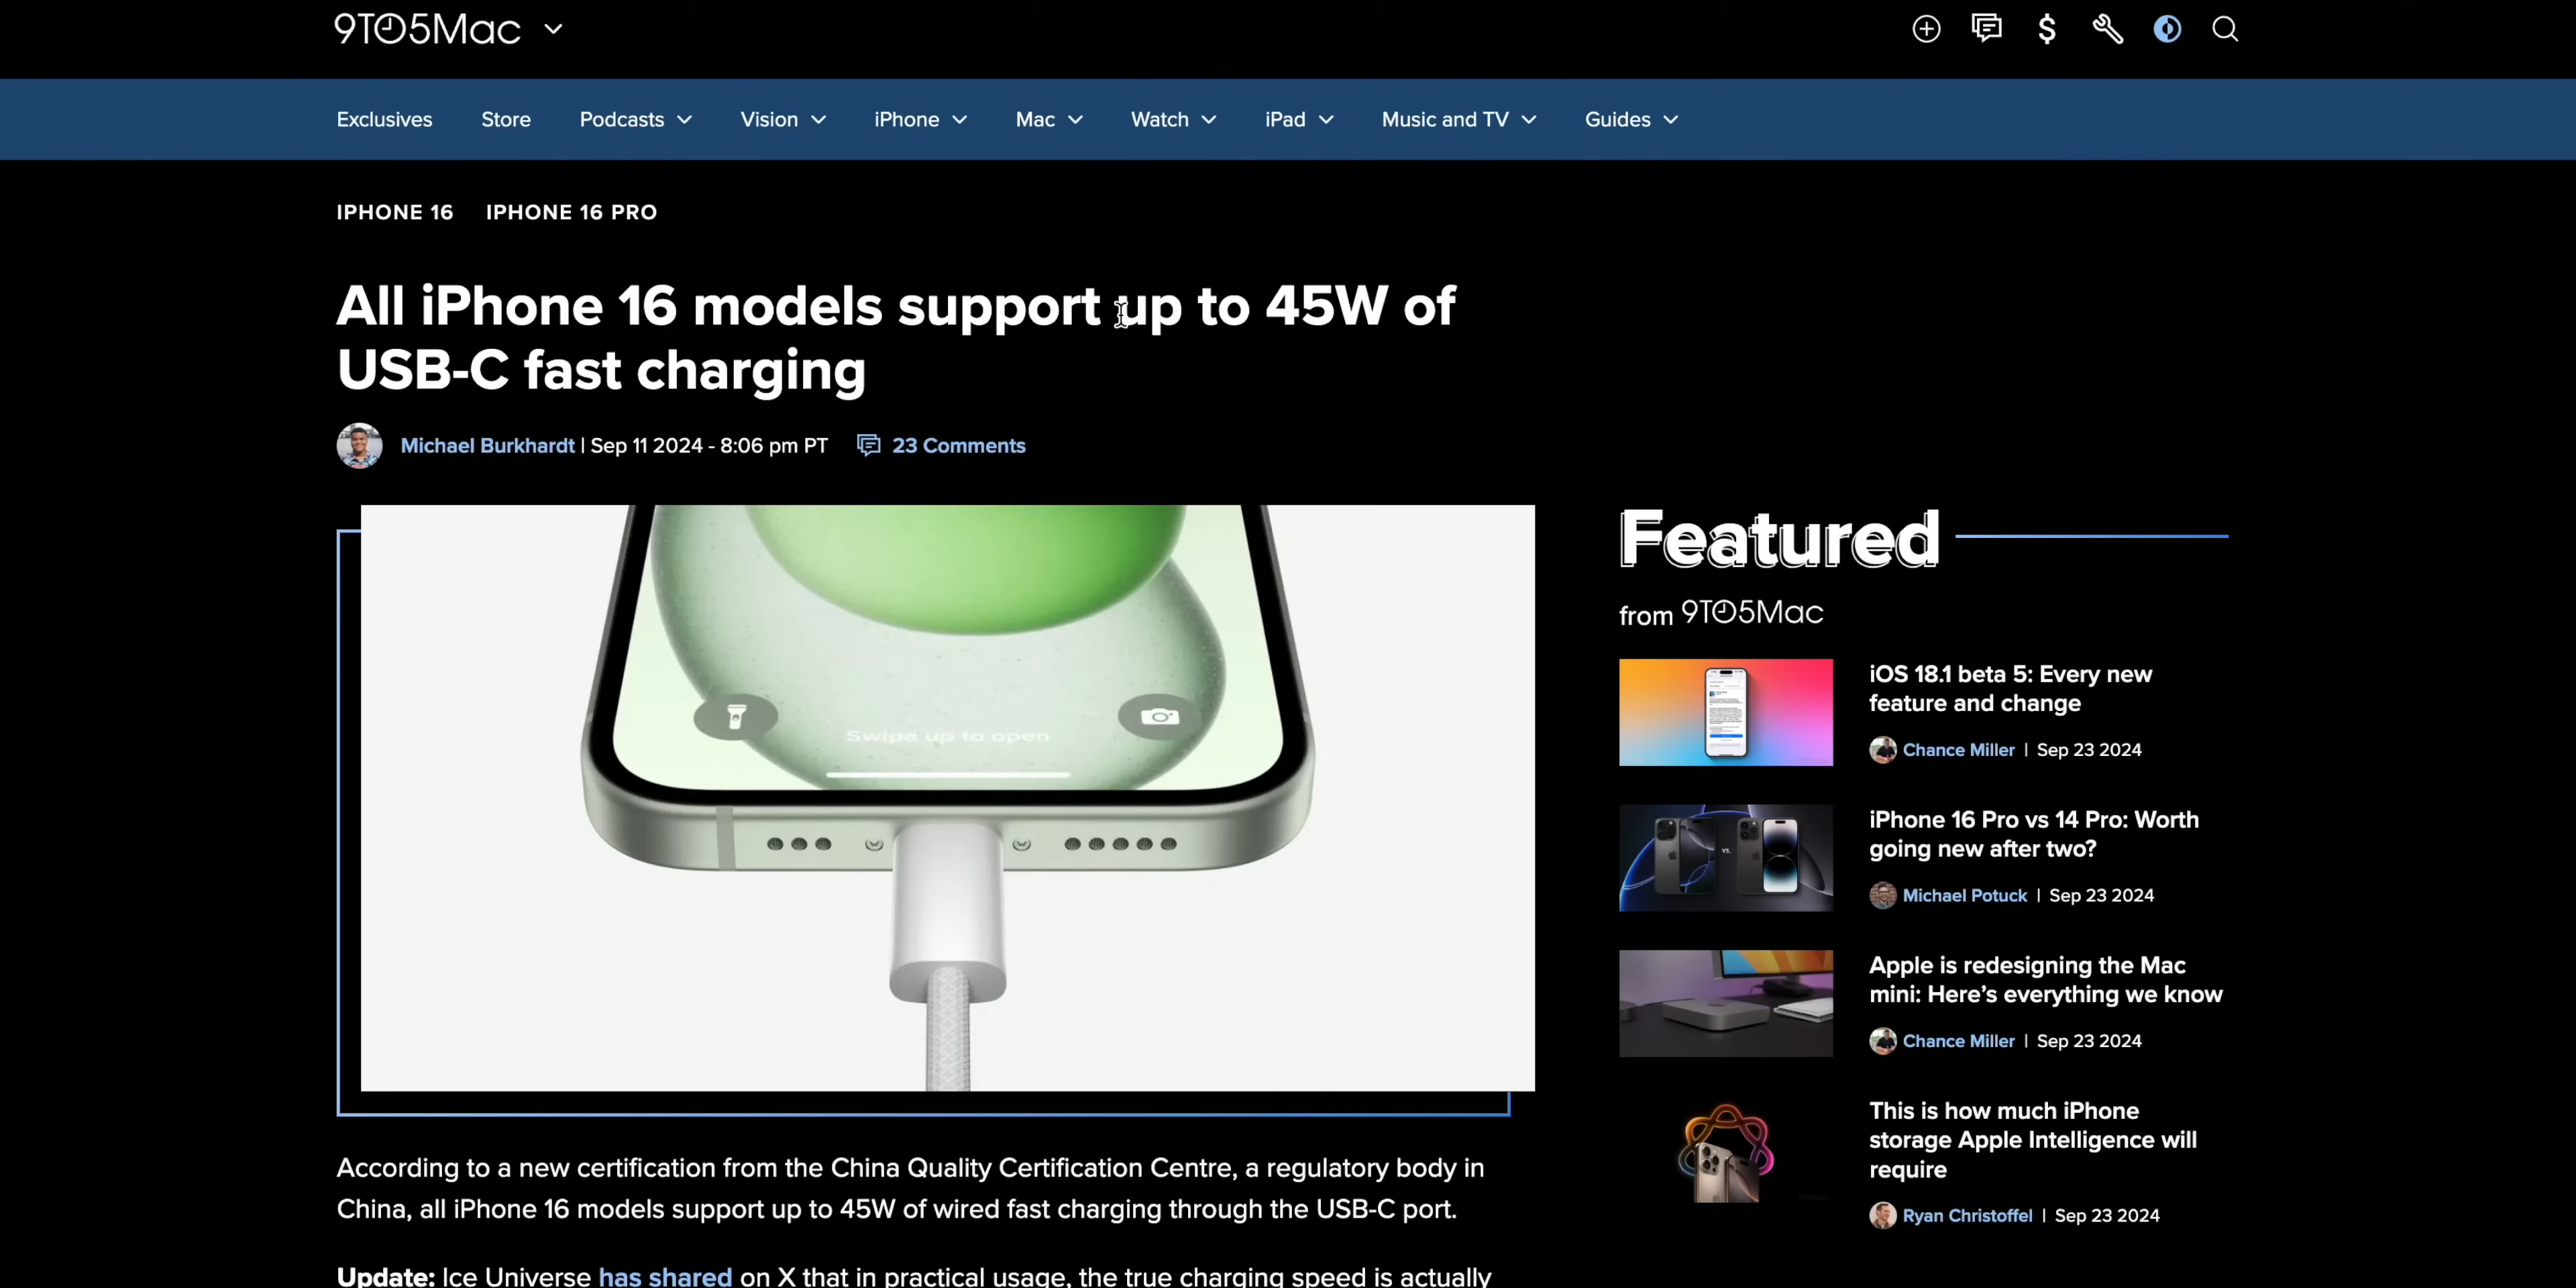 9TO5Mac
Exclusives Store Podcasts Vision iPhone Mac Watch iPad Music and TV Guides
IPHONE 16 IPHONE 16 PRO
All iPhone 16 models support up to 45W of
USB-C fast charging
Michael Burkhardt | Sep 11 2024 - 8:06 pm PT 23 Comments
Swipe up to open
According to a new certification from the China Quality Certification Centre, a regulatory body in
China, all iPhone 16 models support up to 45W of wired fast charging through the USB-C port.
Update: Ice Universe has shared on X that in practical usage, the true charging speed is actually
Featured
from 9TO5Mac
iOS 18.1 beta 5: Every new
feature and change
Chance Miller | Sep 23 2024
vs.
iPhone 16 Pro vs 14 Pro: Worth
going new after two?
Michael Potuck | Sep 23 2024
Apple is redesigning the Mac
mini: Here's everything we know
Chance Miller | Sep 23 2024
This is how much iPhone
storage Apple Intelligence will
require
Ryan Christoffel | Sep 23 2024